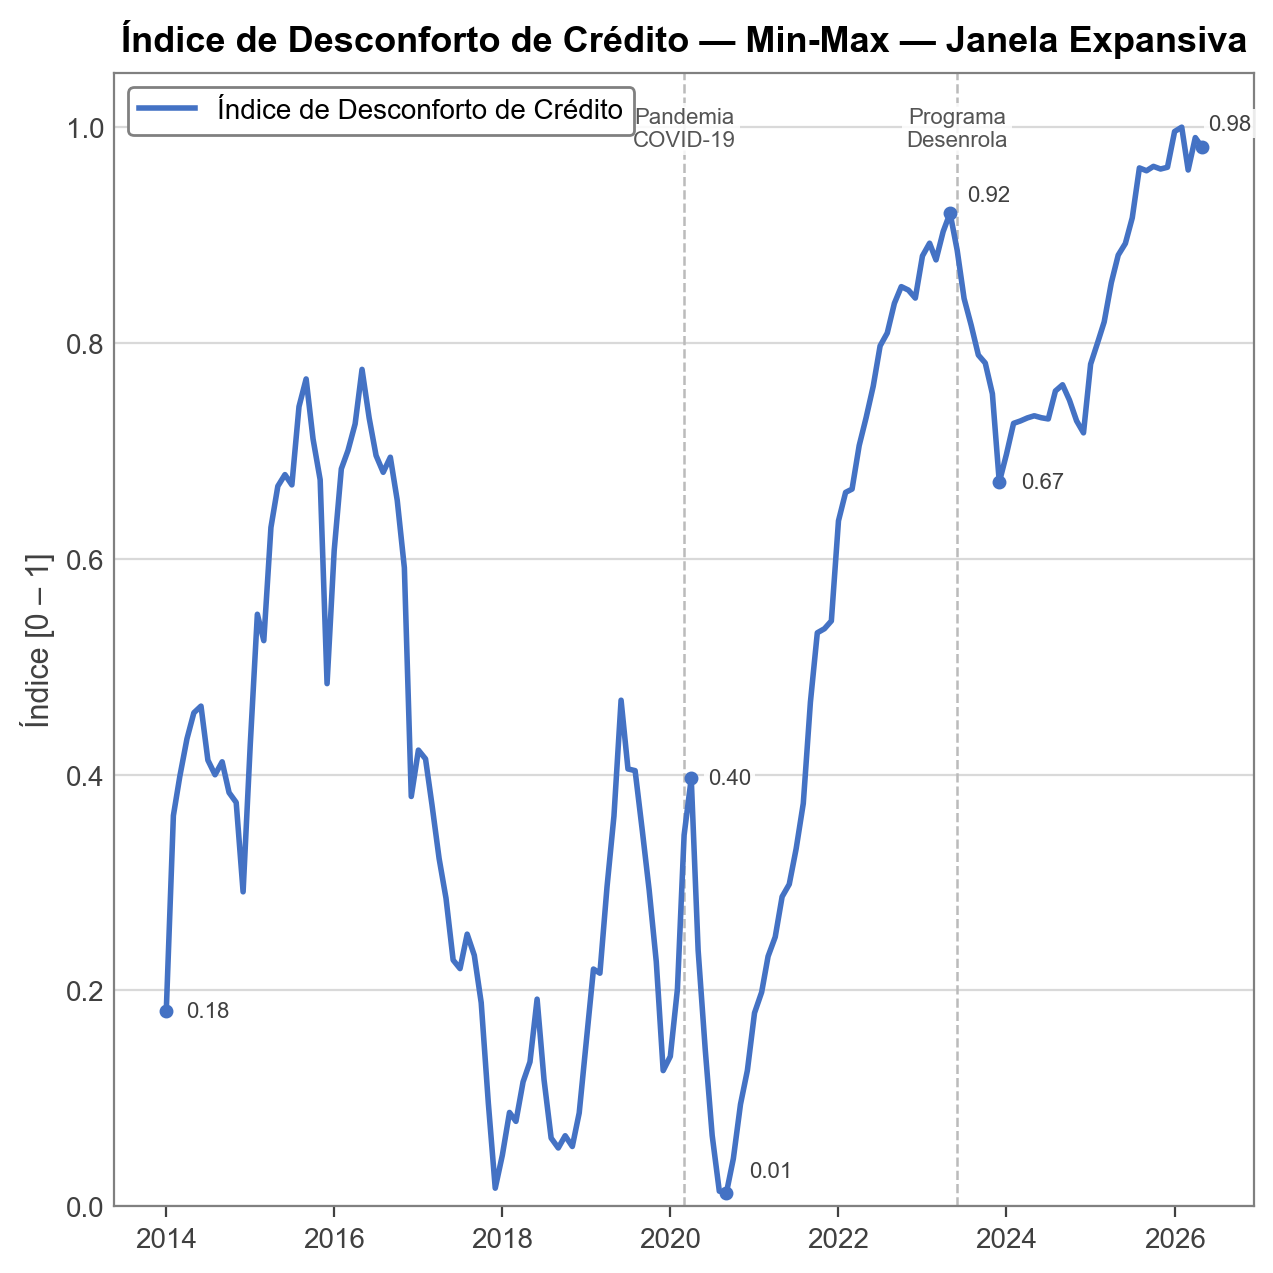 Índice de Desconforto de Crédito — Min-Max — Janela Expansiva
Índice de Desconforto de Crédito
Pandemia
COVID-19
Programa
Desenrola
0.98
0.92
0.67
0.40
0.18
0.01
Índice [0 – 1]
1.0
0.8
0.6
0.4
0.2
0.0
2014
2016
2018
2020
2022
2024
2026